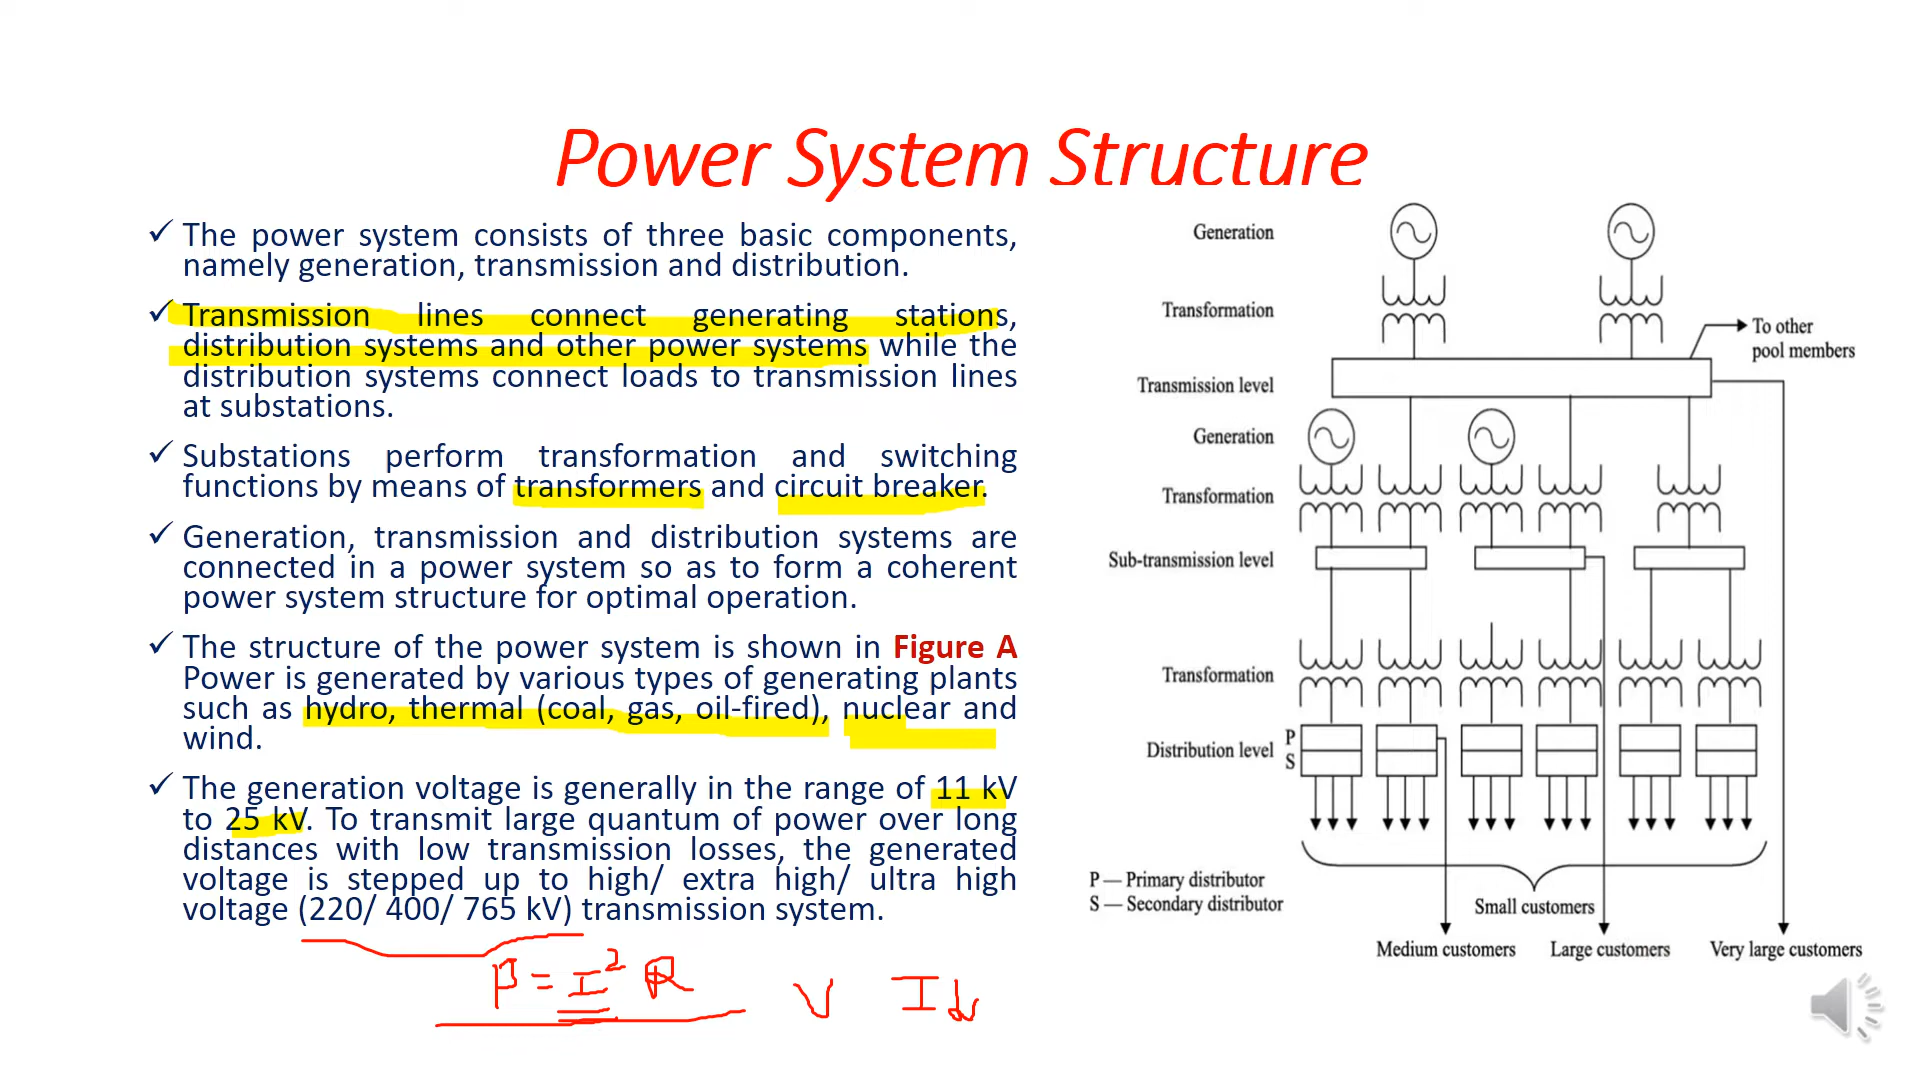 Power System Structure
✓ The power system consists of three basic components,
namely generation, transmission and distribution.
✓ Transmission lines connect generating stations,
distribution systems and other power systems while the
distribution systems connect loads to transmission lines
at substations.
✓ Substations perform transformation and switching
functions by means of transformers and circuit breaker.
✓ Generation, transmission and distribution systems are
connected in a power system so as to form a coherent
power system structure for optimal operation.
✓ The structure of the power system is shown in Figure A
Power is generated by various types of generating plants
such as hydro, thermal (coal, gas, oil-fired), nuclear and
wind.
✓ The generation voltage is generally in the range of 11 kV
to 25 kV. To transmit large quantum of power over long
distances with low transmission losses, the generated
voltage is stepped up to high/ extra high/ ultra high
voltage (220/ 400/ 765 kV) transmission system.
P = I² R V I↓
Generation
Transformation
To other
pool members
Transmission level
Generation
Transformation
Sub-transmission level
Transformation
Distribution level
P
S
P — Primary distributor
S — Secondary distributor
Small customers
Medium customers
Large customers
Very large customers